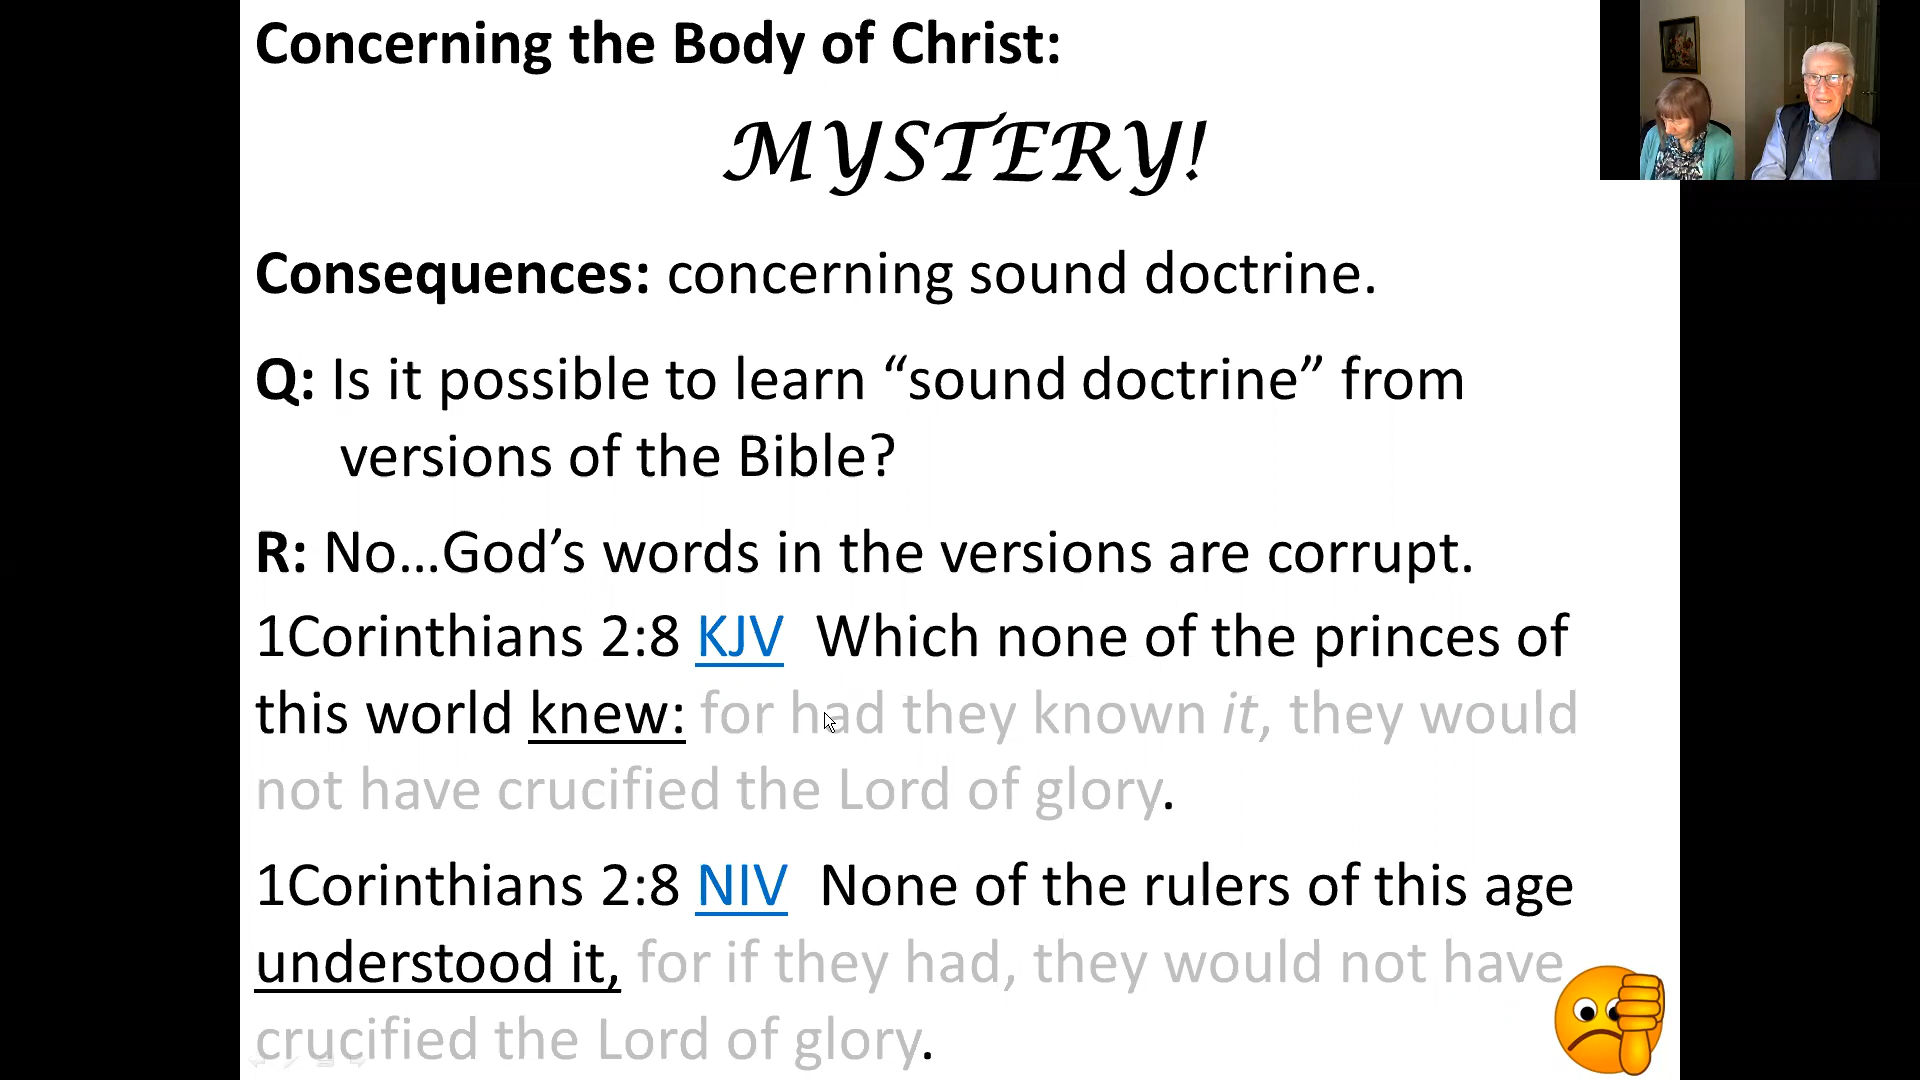 Concerning the Body of Christ:
MYSTERY!
Consequences: concerning sound doctrine.
Q: Is it possible to learn “sound doctrine” from
versions of the Bible?
R: No...God’s words in the versions are corrupt.
1Corinthians 2:8 KJV Which none of the princes of
this world knew: for had they known it, they would
not have crucified the Lord of glory.
1Corinthians 2:8 NIV None of the rulers of this age
understood it, for if they had, they would not have
crucified the Lord of glory.